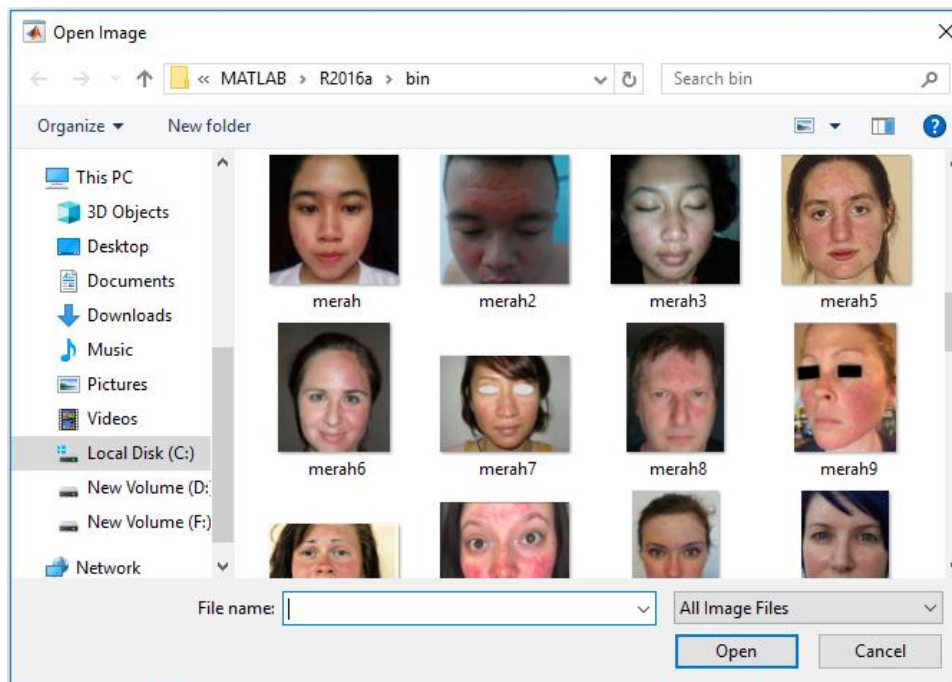 Open Image
« MATLAB > R2016a > bin
Search bin
Organize
New folder
This PC
3D Objects
Desktop
Documents
Downloads
Music
Pictures
Videos
Local Disk (C:)
New Volume (D:
New Volume (F:)
Network
merah
merah2
merah3
merah5
merah6
merah7
merah8
merah9
File name:
All Image Files
Open
Cancel